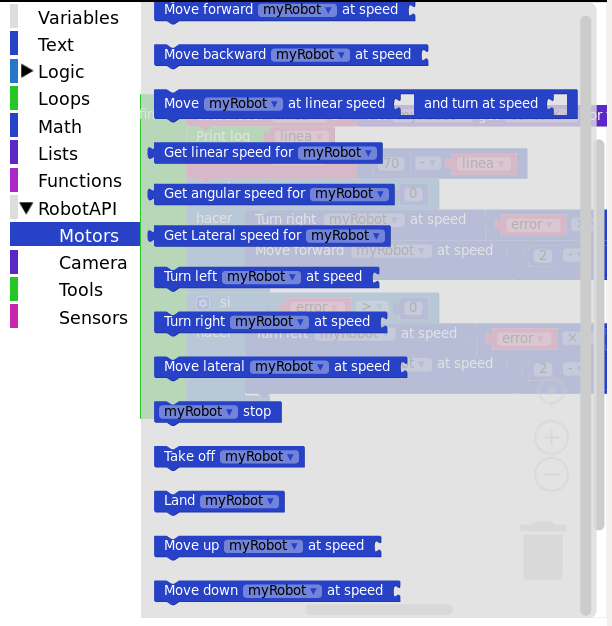 Variables
Text
Logic
Loops
Math
Lists
Functions
RobotAPI
Motors
Camera
Tools
Sensors
Move forward myRobot at speed
Move backward myRobot at speed
Move myRobot at linear speed and turn at speed
Print log linea
Get linear speed for myRobot
70 - linea
Get angular speed for myRobot 0
hacer Turn right myRobot at speed error
Get Lateral speed for myRobot
Move forward 2 -
Turn left myRobot at speed
si error > 0
Turn right myRobot at speed
hacer Turn left at speed error ×
Move lateral myRobot at speed
at speed 2 -
myRobot stop
Take off myRobot
Land myRobot
Move up myRobot at speed
Move down myRobot at speed